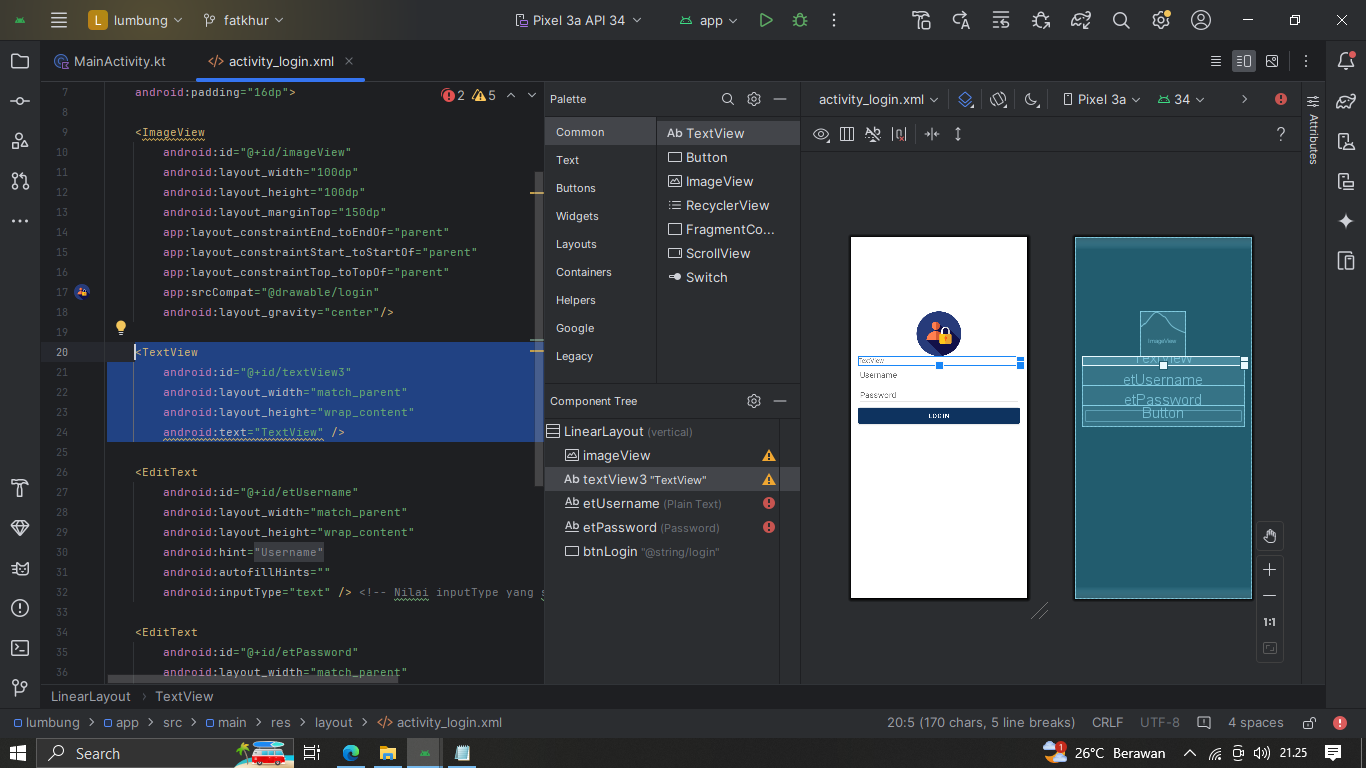 L lumbung fatkhur Pixel 3a API 34 app
MainActivity.kt activity_login.xml
7 android:padding="16dp"> 2 5
8
9 <ImageView
10 android:id="@+id/imageView"
11 android:layout_width="100dp"
12 android:layout_height="100dp"
13 android:layout_marginTop="150dp"
14 app:layout_constraintEnd_toEndOf="parent"
15 app:layout_constraintStart_toStartOf="parent"
16 app:layout_constraintTop_toTopOf="parent"
17 app:srcCompat="@drawable/login"
18 android:layout_gravity="center"/>
19
20 <TextView
21 android:id="@+id/textView3"
22 android:layout_width="match_parent"
23 android:layout_height="wrap_content"
24 android:text="TextView" />
25
26 <EditText
27 android:id="@+id/etUsername"
28 android:layout_width="match_parent"
29 android:layout_height="wrap_content"
30 android:hint="Username"
31 android:autofillHints=""
32 android:inputType="text" /> <!-- Nilai inputType yang s
33
34 <EditText
35 android:id="@+id/etPassword"
36 android:layout_width="match_parent"
Palette
Common
Text
Buttons
Widgets
Layouts
Containers
Helpers
Google
Legacy
Ab TextView
Button
ImageView
RecyclerView
FragmentCo...
ScrollView
Switch
Component Tree
LinearLayout (vertical)
imageView
Ab textView3 "TextView"
Ab etUsername (Plain Text)
Ab etPassword (Password)
btnLogin "@string/login"
activity_login.xml Pixel 3a 34
?
Attributes
TextView
Username
Password
LOGIN
ImageView
TextView
etUsername
etPassword
Button
1:1
LinearLayout > TextView
lumbung > app > src > main > res > layout > activity_login.xml 20:5 (170 chars, 5 line breaks) CRLF UTF-8 4 spaces
Search 1 26°C Berawan 21.25